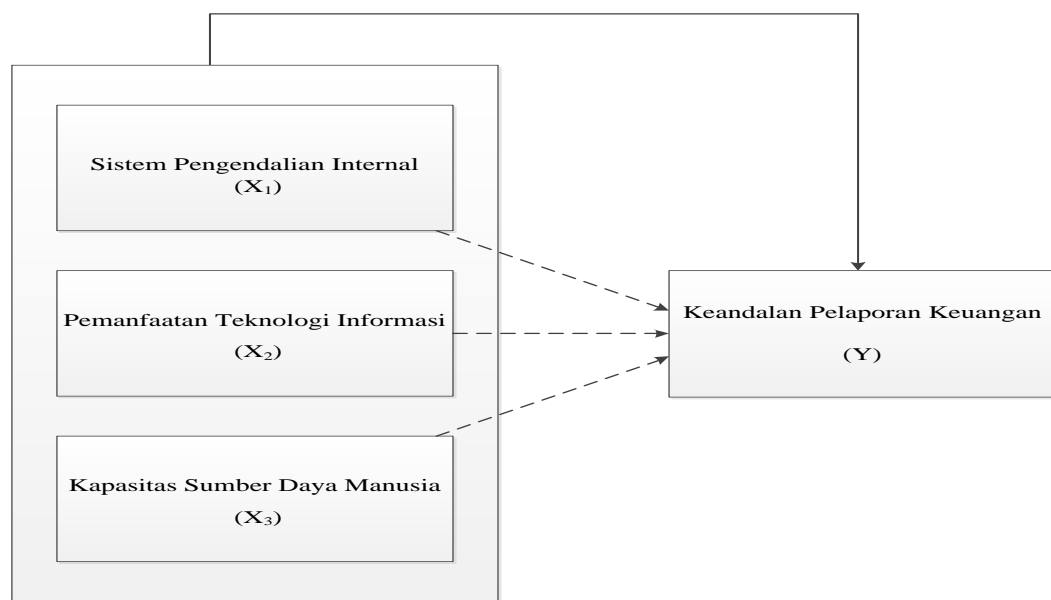 Sistem Pengendalian Internal
(X₁)
Pemanfaatan Teknologi Informasi
(X₂)
Kapasitas Sumber Daya Manusia
(X₃)
Keandalan Pelaporan Keuangan
(Y)